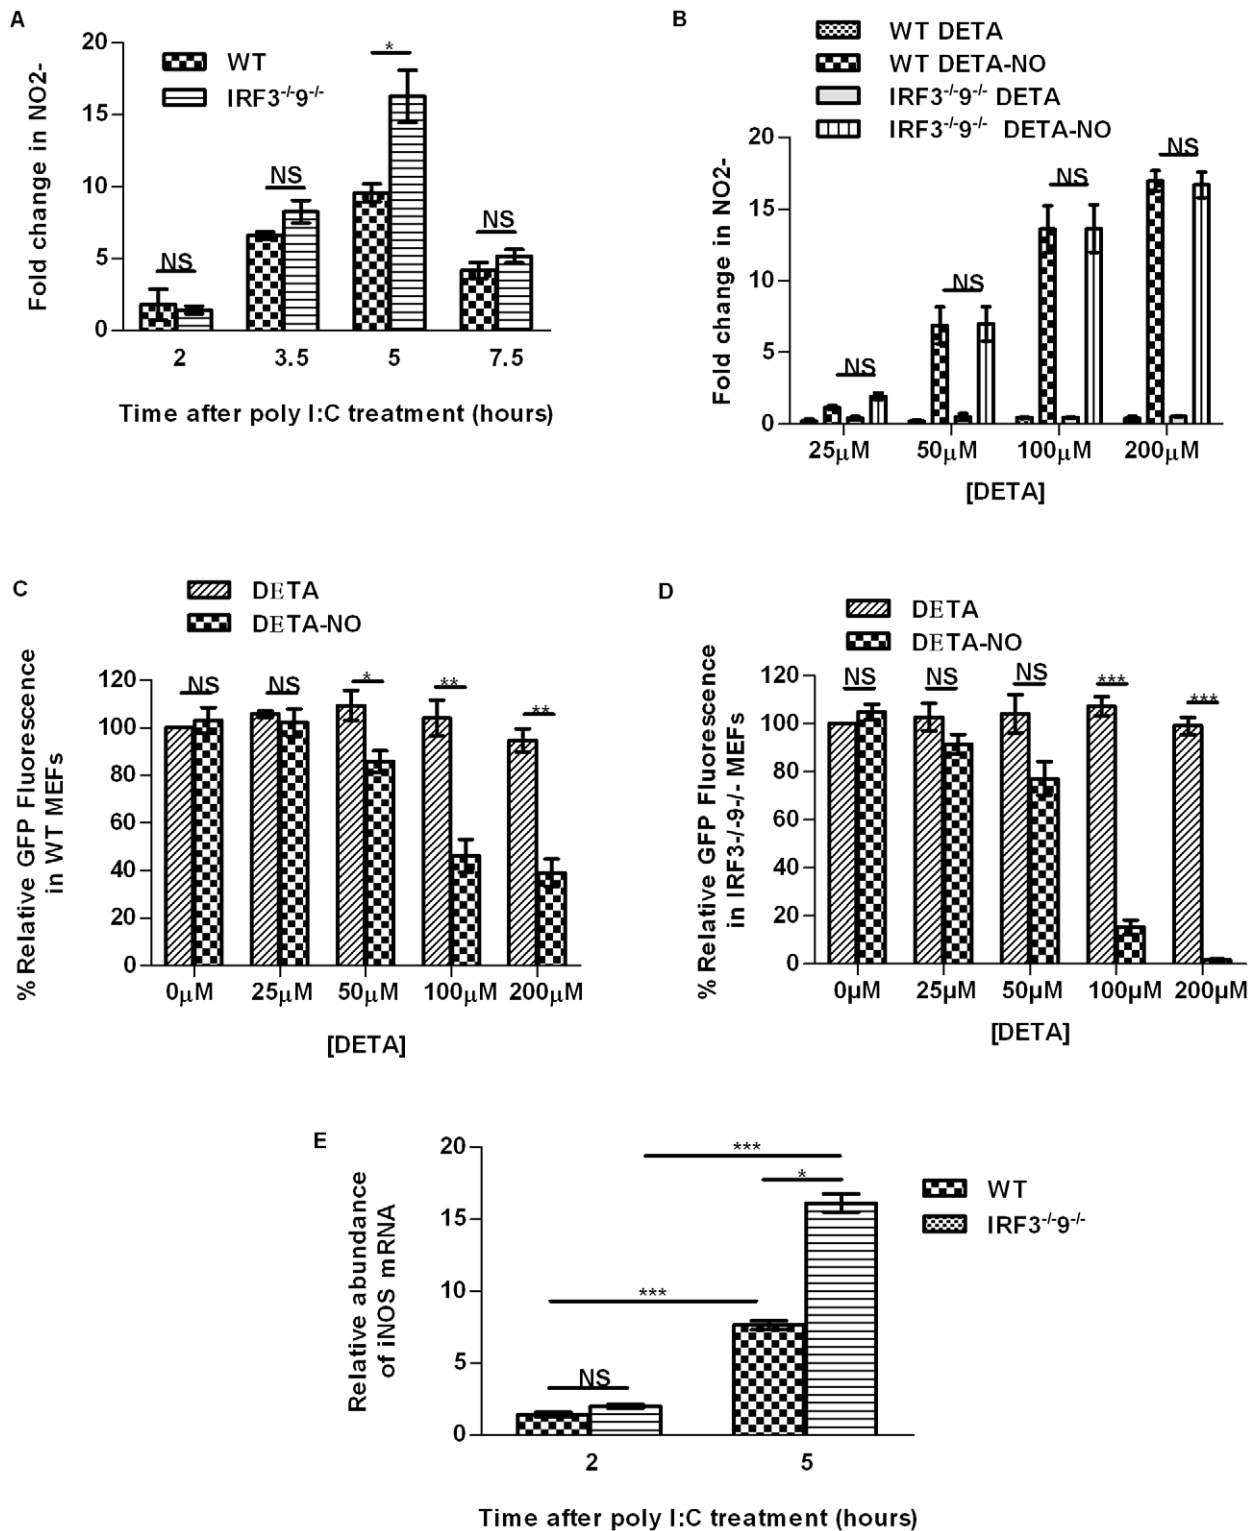 A
20
15
10
5
0
Fold change in NO2-
WT
IRF3-/-9-/-
NS
NS
*
NS
2 3.5 5 7.5
Time after poly I:C treatment (hours)
B
WT DETA
WT DETA-NO
IRF3-/-9-/- DETA
IRF3-/-9-/- DETA-NO
20
15
10
5
0
Fold change in NO2-
NS
NS
NS
NS
25μM 50μM 100μM 200μM
[DETA]
C
DETA
DETA-NO
120
100
80
60
40
20
0
% Relative GFP Fluorescence
in WT MEFs
NS NS * ** **
0μM 25μM 50μM 100μM 200μM
[DETA]
D
DETA
DETA-NO
120
100
80
60
40
20
0
% Relative GFP Fluorescence
in IRF3-/-9-/- MEFs
NS NS NS *** ***
0μM 25μM 50μM 100μM 200μM
[DETA]
E
20
15
10
5
0
Relative abundance
of iNOS mRNA
***
*
***
NS
WT
IRF3-/-9-/-
2 5
Time after poly I:C treatment (hours)